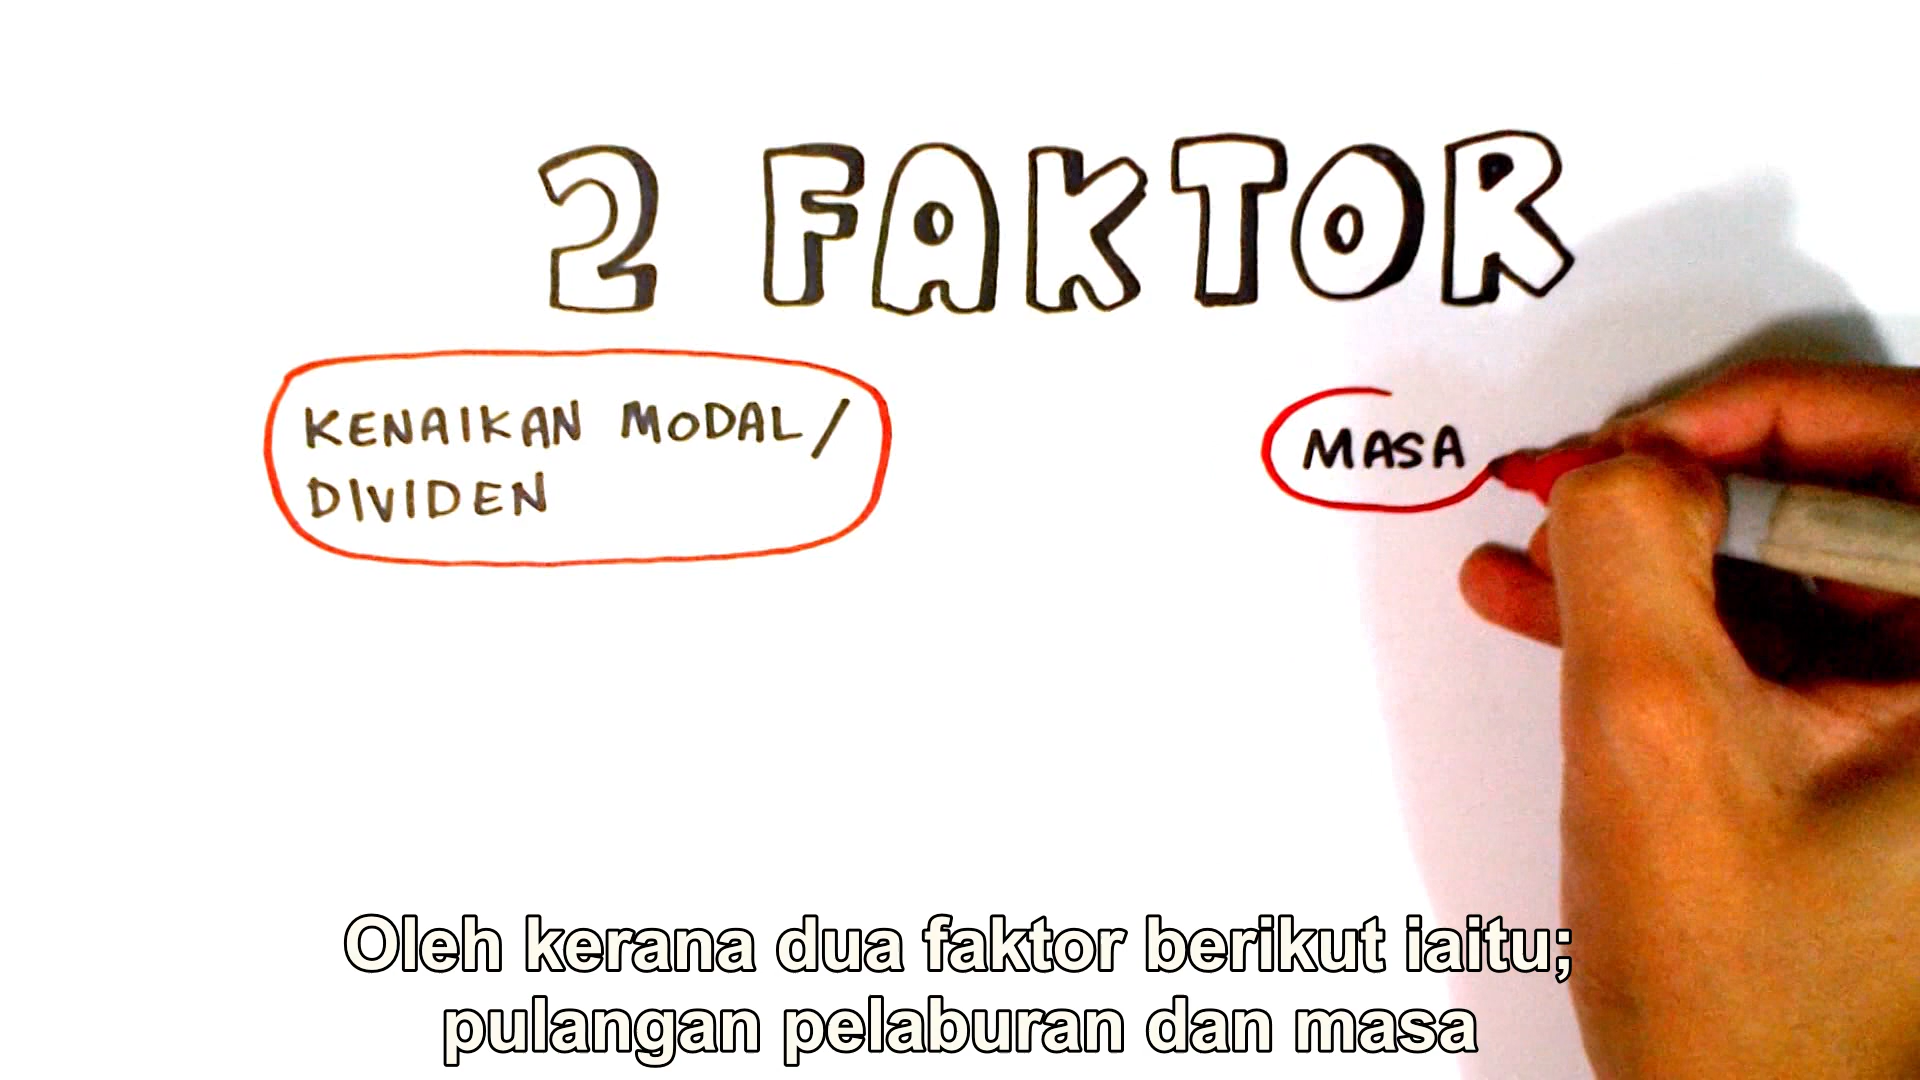 2 FAKTOR
KENAIKAN MODAL/
DIVIDEN
MASA
Oleh kerana dua faktor berikut iaitu;
pulangan pelaburan dan masa